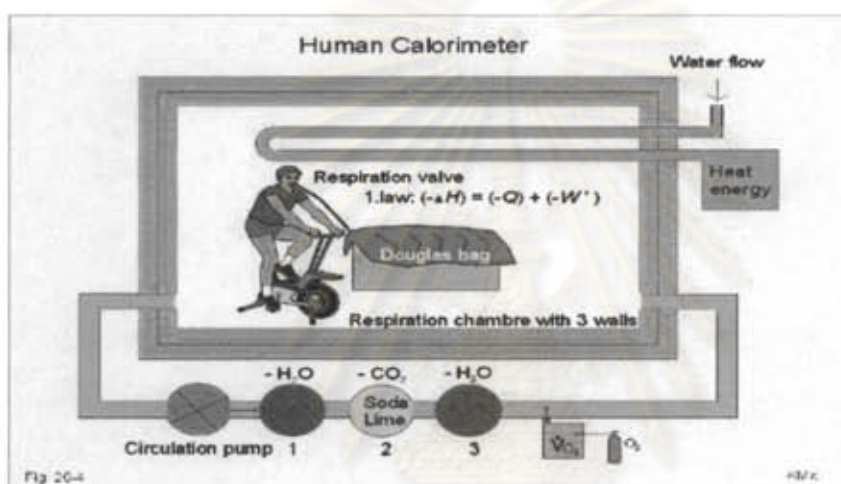 Human Calorimeter
Water flow
Heat
energy
Respiration valve
1.law: (-▲H) = (-Q) + (-W')
Douglas bag
Respiration chambre with 3 walls
- H₂O
- CO₂
- H₂O
Soda
Lime
Circulation pump
1
2
3
V̇O₂
O₂
Fig 20-4